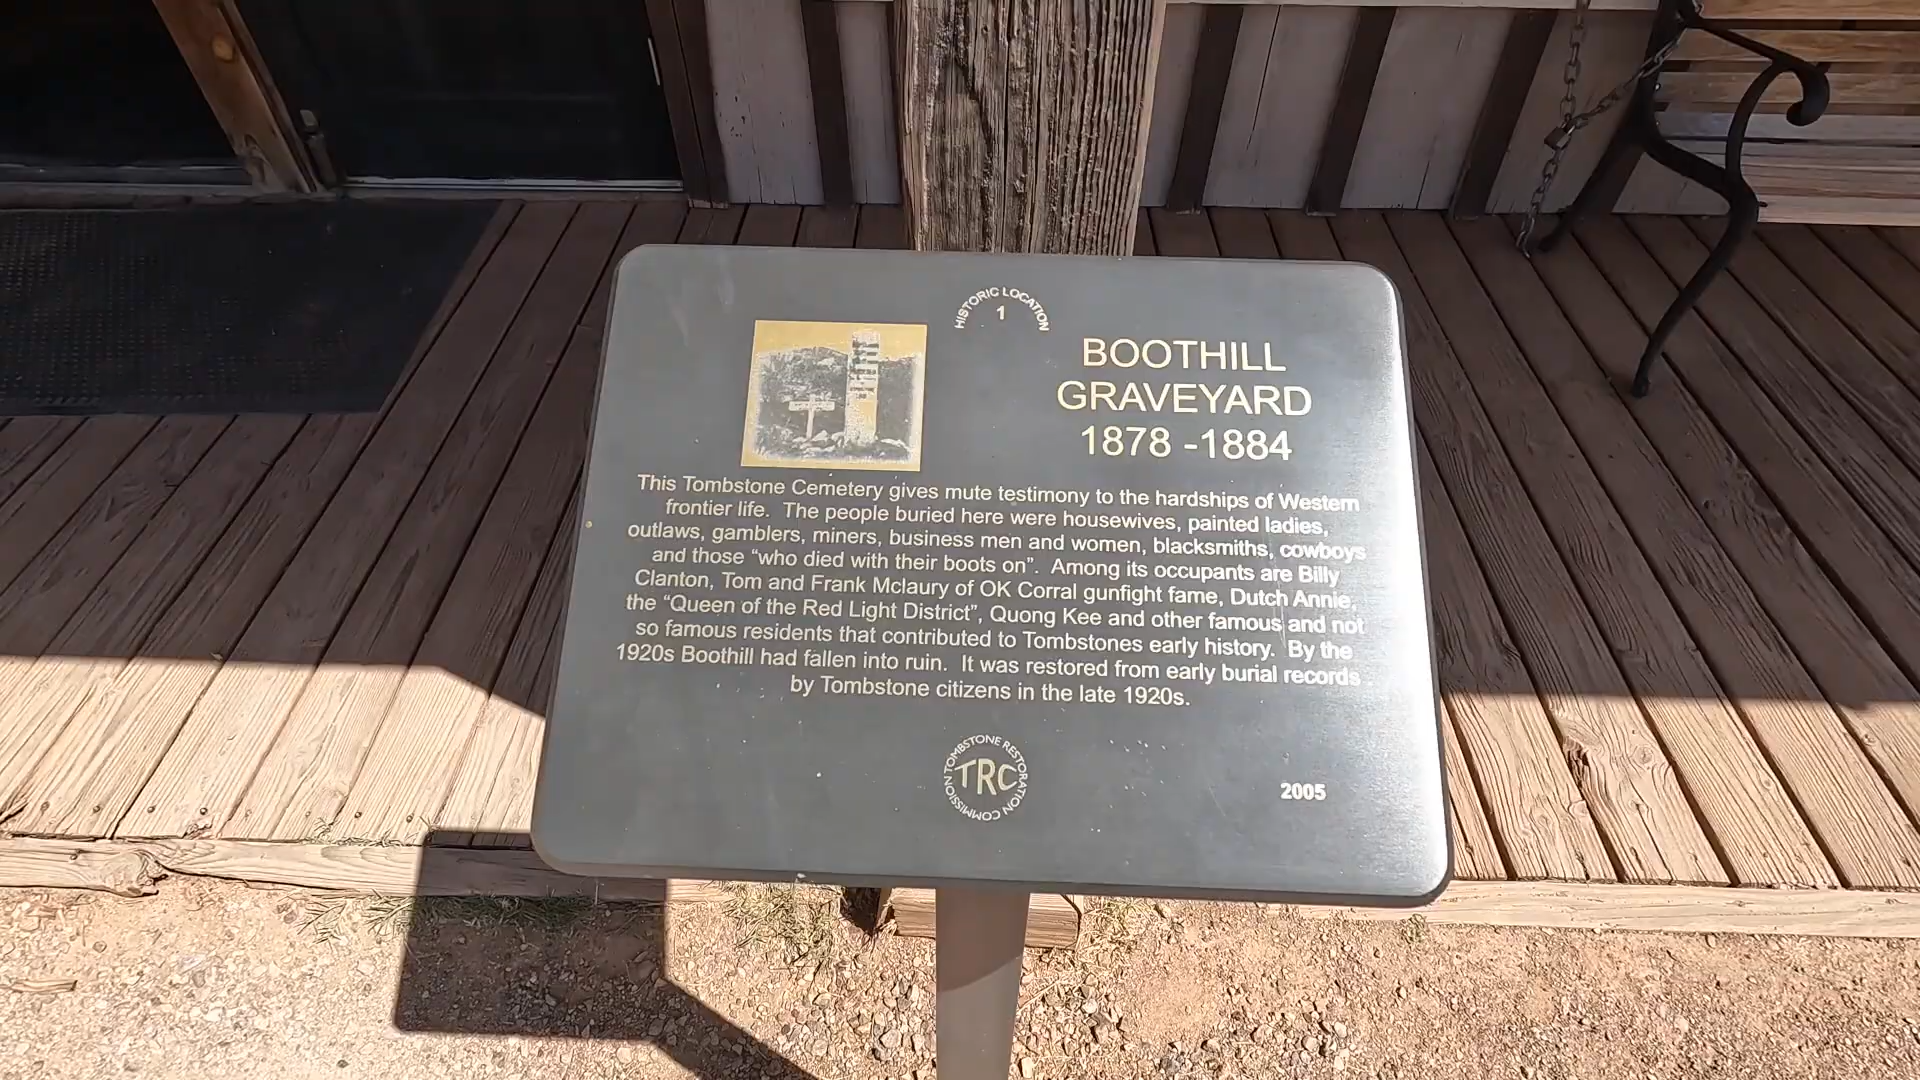 HISTORIC LOCATION
1
BOOTHILL
GRAVEYARD
1878 -1884
This Tombstone Cemetery gives mute testimony to the hardships of Western
frontier life. The people buried here were housewives, painted ladies,
outlaws, gamblers, miners, business men and women, blacksmiths, cowboys
and those “who died with their boots on”. Among its occupants are Billy
Clanton, Tom and Frank Mclaury of OK Corral gunfight fame, Dutch Annie,
the “Queen of the Red Light District”, Quong Kee and other famous and not
so famous residents that contributed to Tombstones early history. By the
1920s Boothill had fallen into ruin. It was restored from early burial records
by Tombstone citizens in the late 1920s.
TOMBSTONE RESTORATION COMMISSION
TRC
2005